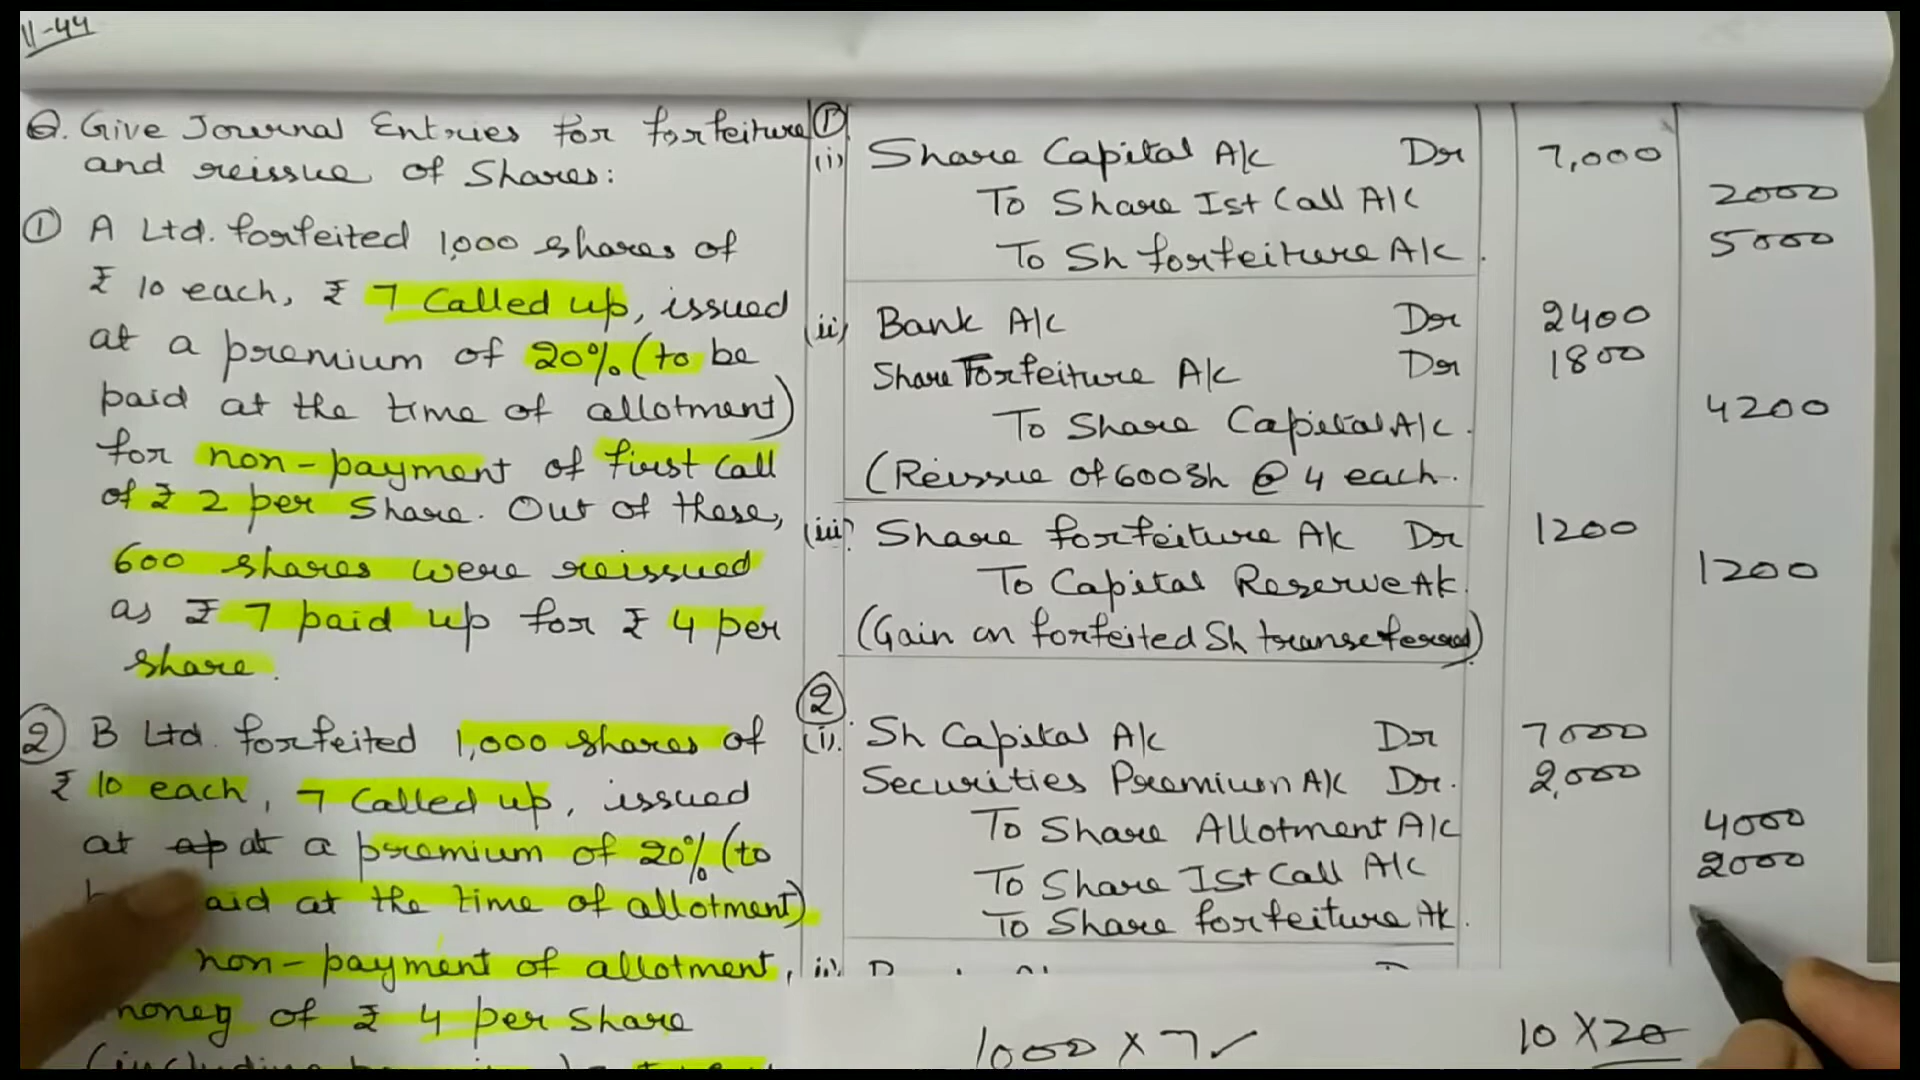 11-44
Q. Give Journal Entries for forfeiture
and reissue of Shares:
① A Ltd. forfeited 1,000 shares of
₹ 10 each, ₹ 7 Called up, issued
at a premium of 20% (to be
paid at the time of allotment)
for non-payment of first call
of ₹ 2 per share. Out of these,
600 shares were reissued
as ₹ 7 paid up for ₹ 4 per
share.
② B Ltd. forfeited 1,000 shares of
₹ 10 each, 7 Called up, issued
at ap at a premium of 20% (to
aid at the time of allotment)
non-payment of allotment,
money of ₹ 4 per share
(including
①
(i) Share Capital A/c Dr 7,000
To Share Ist Call A/c 2000
To Sh forfeiture A/c. 5000
(ii) Bank A/c Dr 2400
Share Forfeiture A/c Dr 1800
To Share Capital A/c. 4200
(Reissue of 600 Sh @ 4 each.
(iii) Share forfeiture A/c Dr 1200
To Capital Reserve A/c. 1200
(Gain on forfeited Sh transferred)
②
(i). Sh Capital A/c Dr 7000
Securities Premium A/c Dr. 2,000
To Share Allotment A/c 4000
To Share Ist Call A/c 2000
To Share forfeiture A/c.
ii)
1000 X 7 ✓
10 X 20